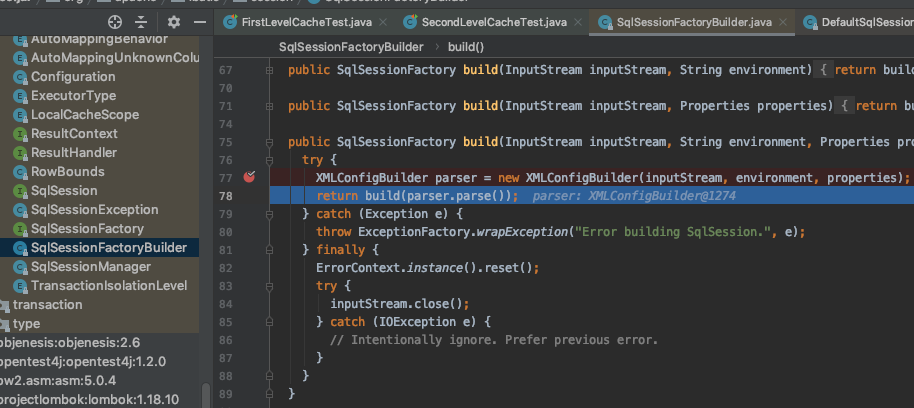 FirstLevelCacheTest.java
SecondLevelCacheTest.java
SqlSessionFactoryBuilder.java
DefaultSqlSession
SqlSessionFactoryBuilder
build()
AutoMappingBehavior
AutoMappingUnknownColu
Configuration
ExecutorType
LocalCacheScope
ResultContext
ResultHandler
RowBounds
SqlSession
SqlSessionException
SqlSessionFactory
SqlSessionFactoryBuilder
SqlSessionManager
TransactionIsolationLevel
transaction
type
objenesis:objenesis:2.6
opentest4j:opentest4j:1.2.0
ow2.asm:asm:5.0.4
projectlombok:lombok:1.18.10
67 public SqlSessionFactory build(InputStream inputStream, String environment) { return buil
70
71 public SqlSessionFactory build(InputStream inputStream, Properties properties) { return bu
74
75 public SqlSessionFactory build(InputStream inputStream, String environment, Properties pro
76 try {
77 XMLConfigBuilder parser = new XMLConfigBuilder(inputStream, environment, properties);
78 return build(parser.parse()); parser: XMLConfigBuilder@1274
79 } catch (Exception e) {
80 throw ExceptionFactory.wrapException("Error building SqlSession.", e);
81 } finally {
82 ErrorContext.instance().reset();
83 try {
84 inputStream.close();
85 } catch (IOException e) {
86 // Intentionally ignore. Prefer previous error.
87 }
88 }
89 }